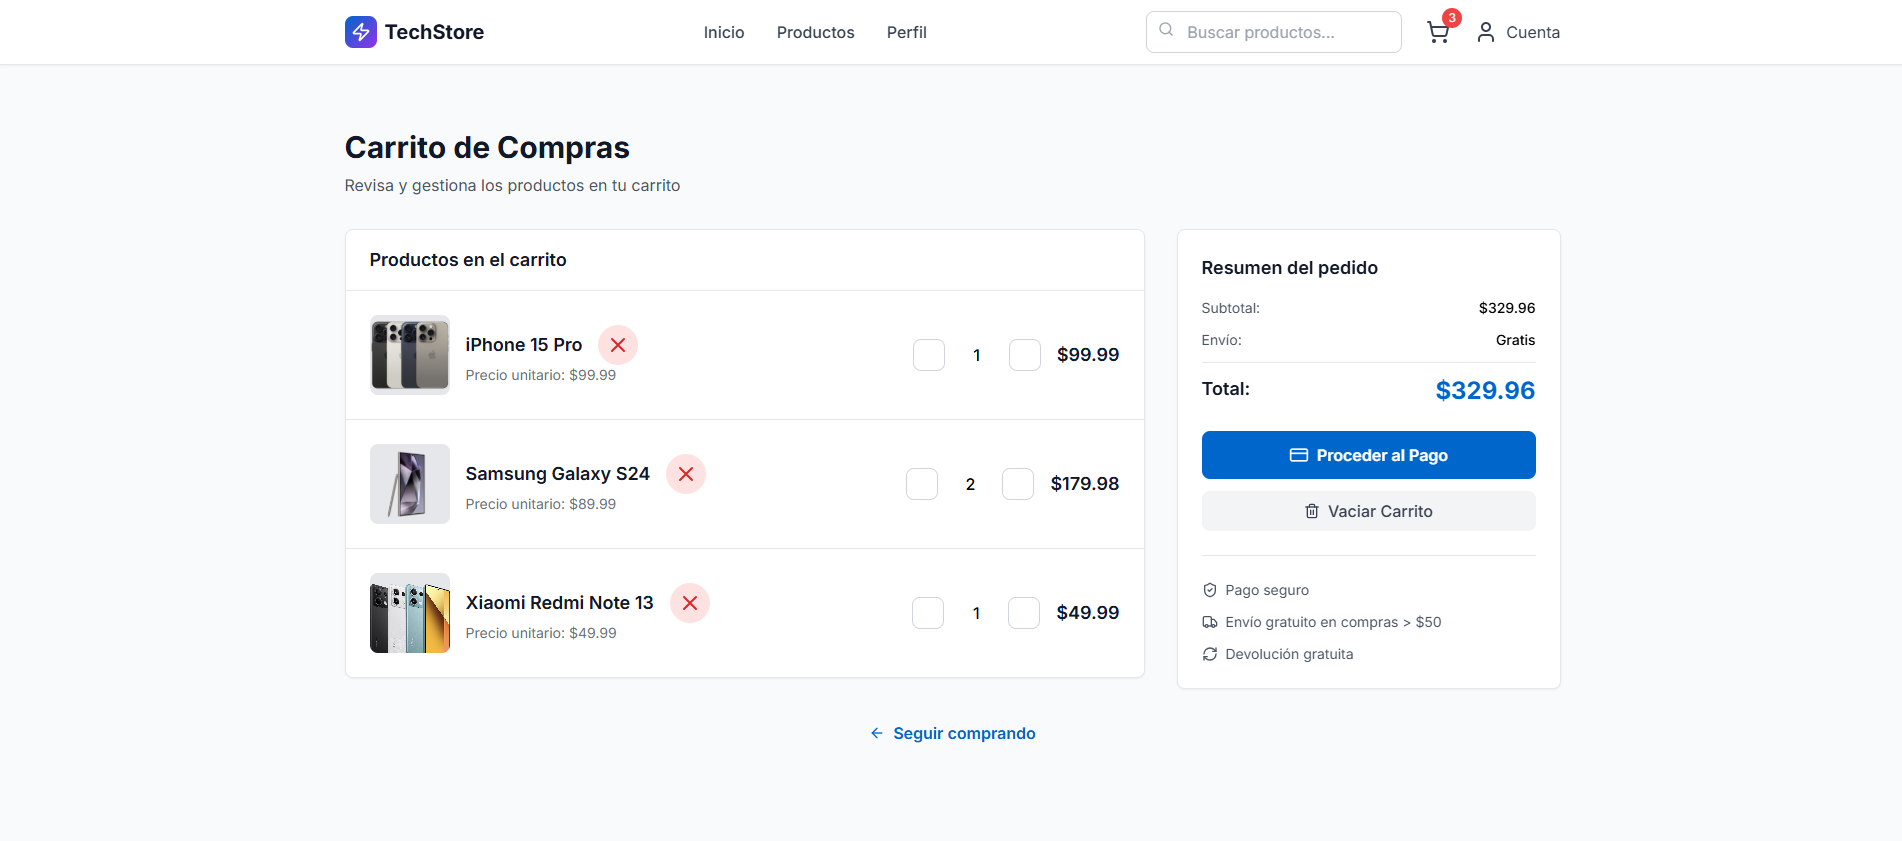 TechStore
Inicio
Productos
Perfil
Buscar productos...
3
Cuenta
Carrito de Compras
Revisa y gestiona los productos en tu carrito
Productos en el carrito
iPhone 15 Pro
Precio unitario: $99.99
1
$99.99
Samsung Galaxy S24
Precio unitario: $89.99
2
$179.98
Xiaomi Redmi Note 13
Precio unitario: $49.99
1
$49.99
Resumen del pedido
Subtotal: $329.96
Envío: Gratis
Total: $329.96
Proceder al Pago
Vaciar Carrito
Pago seguro
Envío gratuito en compras > $50
Devolución gratuita
Seguir comprando